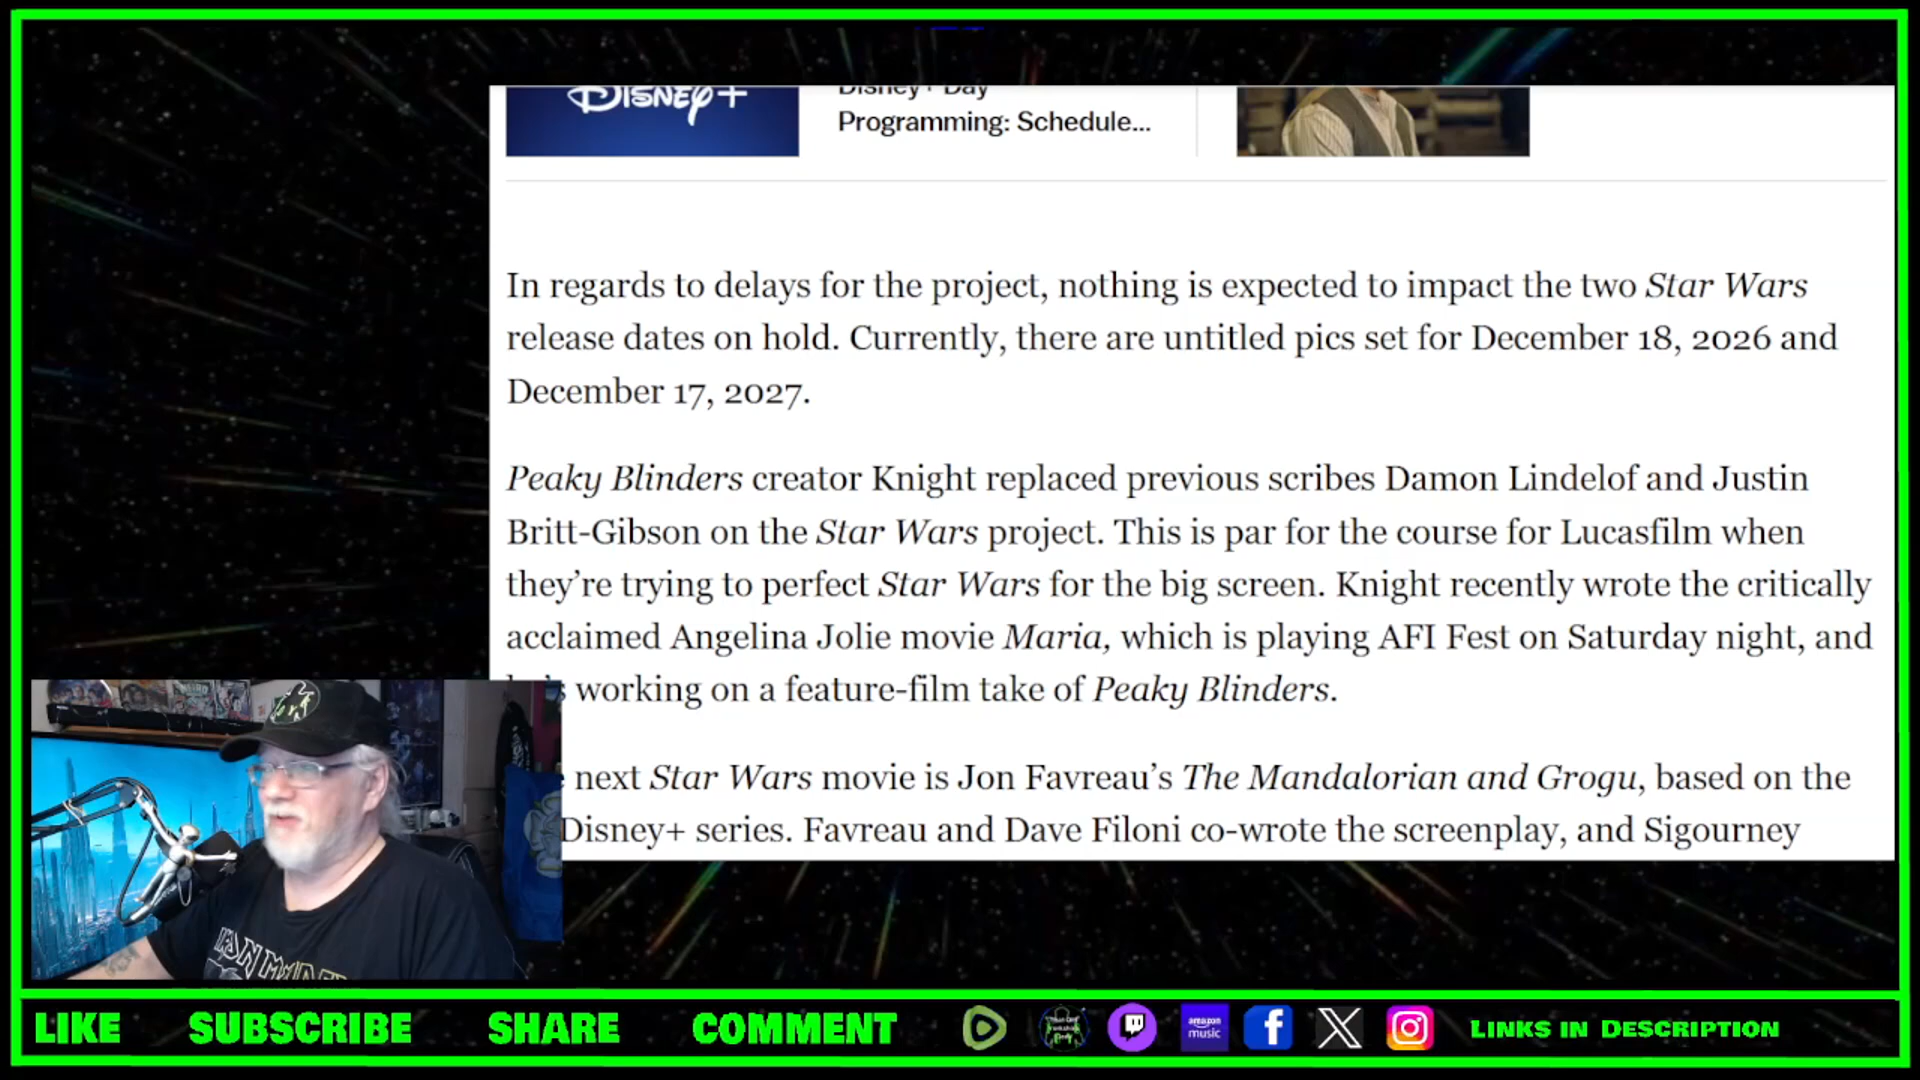 Disney+
Disney+ Day
Programming: Schedule...
In regards to delays for the project, nothing is expected to impact the two Star Wars
release dates on hold. Currently, there are untitled pics set for December 18, 2026 and
December 17, 2027.
Peaky Blinders creator Knight replaced previous scribes Damon Lindelof and Justin
Britt-Gibson on the Star Wars project. This is par for the course for Lucasfilm when
they’re trying to perfect Star Wars for the big screen. Knight recently wrote the critically
acclaimed Angelina Jolie movie Maria, which is playing AFI Fest on Saturday night, and
working on a feature-film take of Peaky Blinders.
next Star Wars movie is Jon Favreau’s The Mandalorian and Grogu, based on the
Disney+ series. Favreau and Dave Filoni co-wrote the screenplay, and Sigourney
IRON MAIDEN
LIKE SUBSCRIBE SHARE COMMENT amazon music LINKS IN DESCRIPTION